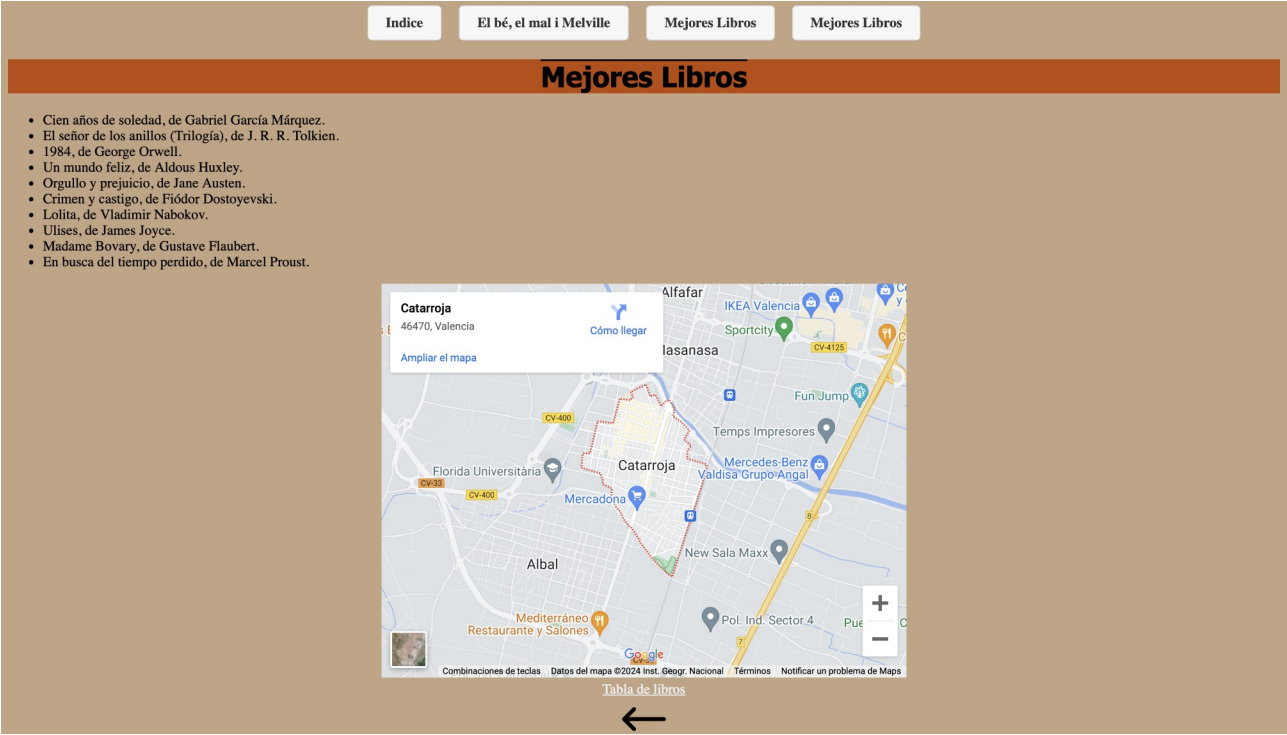 Indice
El bé, el mal i Melville
Mejores Libros
Mejores Libros
Mejores Libros
Cien años de soledad, de Gabriel García Márquez.
El señor de los anillos (Trilogía), de J. R. R. Tolkien.
1984, de George Orwell.
Un mundo feliz, de Aldous Huxley.
Orgullo y prejuicio, de Jane Austen.
Crimen y castigo, de Fiódor Dostoyevski.
Lolita, de Vladimir Nabokov.
Ulises, de James Joyce.
Madame Bovary, de Gustave Flaubert.
En busca del tiempo perdido, de Marcel Proust.
Catarroja
46470, Valencia
Cómo llegar
Ampliar el mapa
Alfafar
IKEA Valencia
Sportcity
CV-4125
Fun Jump
CV-400
Temps Impresores
Catarroja
Mercedes-Benz
Valdisa Grupo Angal
Florida Universitària
CV-33
CV-400
Mercadona
8
New Sala Maxx
Albal
Mediterráneo
Restaurante y Salones
Pol. Ind. Sector 4
7
Google
Combinaciones de teclas
Datos del mapa ©2024 Inst. Geogr. Nacional
Términos
Notificar un problema de Maps
Tabla de libros